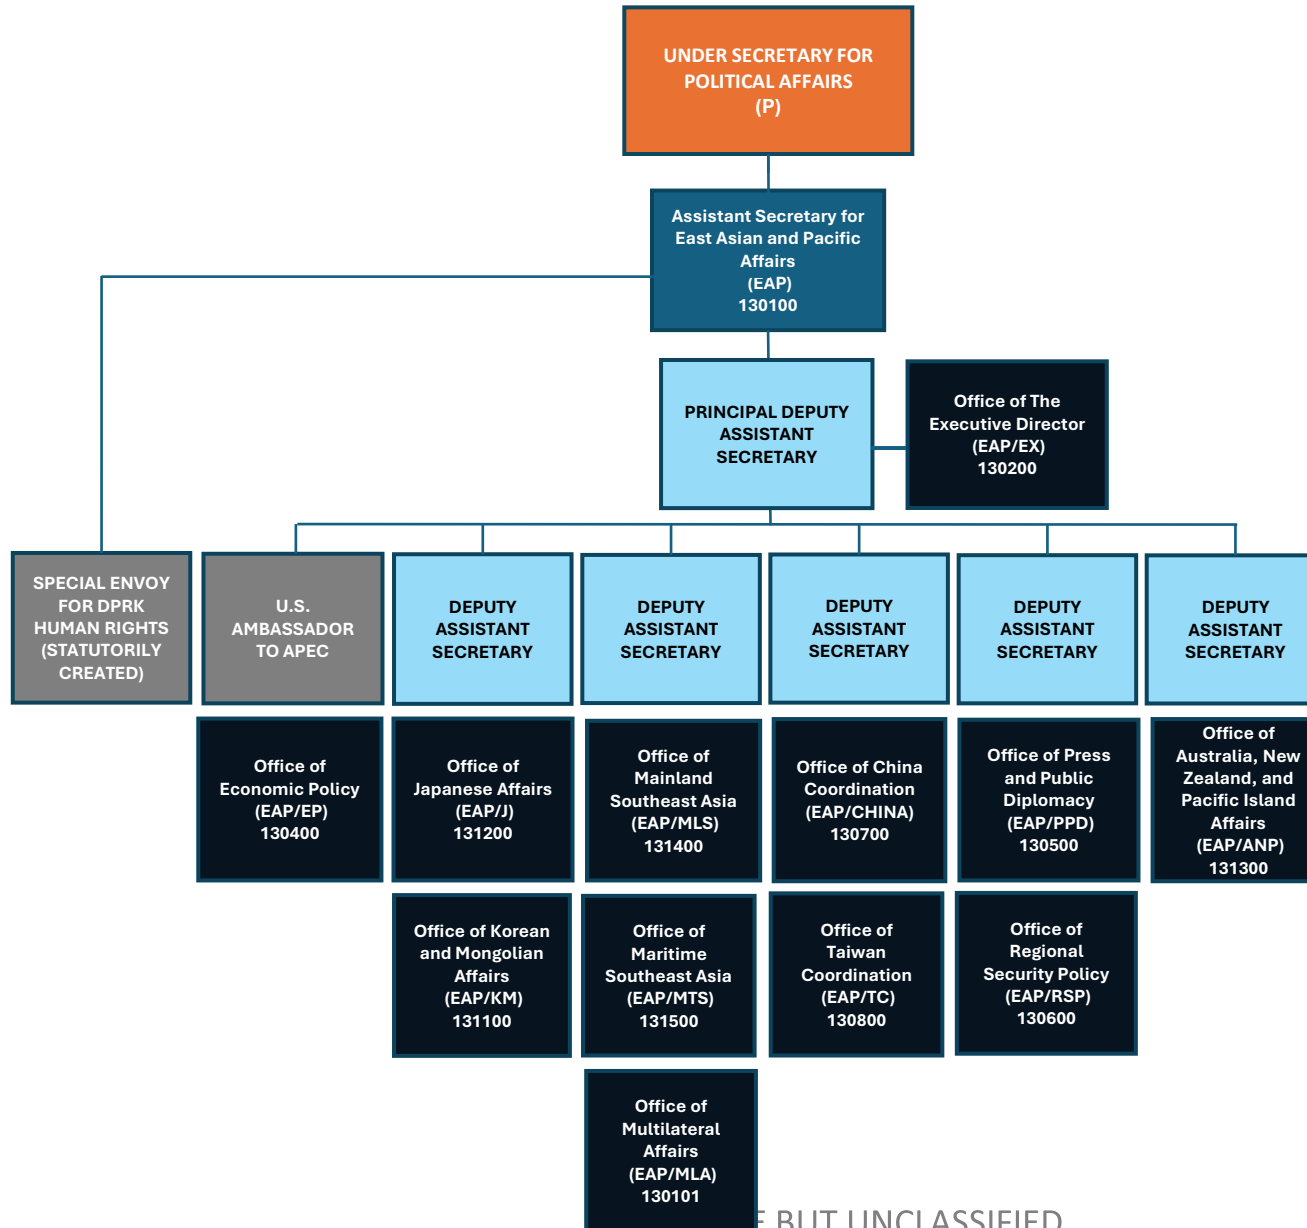 UNDER SECRETARY FOR
POLITICAL AFFAIRS
(P)
Assistant Secretary for
East Asian and Pacific
Affairs
(EAP)
130100
PRINCIPAL DEPUTY
ASSISTANT
SECRETARY
Office of The
Executive Director
(EAP/EX)
130200
SPECIAL ENVOY
FOR DPRK
HUMAN RIGHTS
(STATUTORILY
CREATED)
U.S.
AMBASSADOR
TO APEC
DEPUTY
ASSISTANT
SECRETARY
DEPUTY
ASSISTANT
SECRETARY
DEPUTY
ASSISTANT
SECRETARY
DEPUTY
ASSISTANT
SECRETARY
DEPUTY
ASSISTANT
SECRETARY
Office of
Economic Policy
(EAP/EP)
130400
Office of
Japanese Affairs
(EAP/J)
131200
Office of
Mainland
Southeast Asia
(EAP/MLS)
131400
Office of China
Coordination
(EAP/CHINA)
130700
Office of Press
and Public
Diplomacy
(EAP/PPD)
130500
Office of
Australia, New
Zealand, and
Pacific Island
Affairs
(EAP/ANP)
131300
Office of Korean
and Mongolian
Affairs
(EAP/KM)
131100
Office of
Maritime
Southeast Asia
(EAP/MTS)
131500
Office of
Taiwan
Coordination
(EAP/TC)
130800
Office of
Regional
Security Policy
(EAP/RSP)
130600
Office of
Multilateral
Affairs
(EAP/MLA)
130101
BUT UNCLASSIFIED